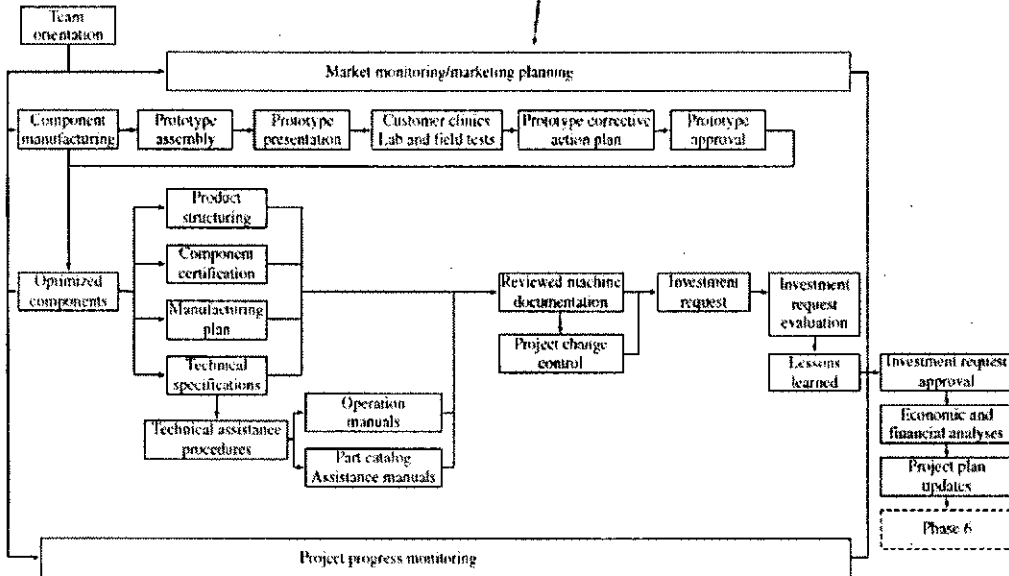 Team
orientation
Market monitoring/marketing planning
Component
manufacturing
Prototype
assembly
Prototype
presentation
Customer clinics
Lab and field tests
Prototype corrective
action plan
Prototype
approval
Product
structuring
Component
certification
Optimized
components
Manufacturing
plan
Technical
specifications
Reviewed machine
documentation
Investment
request
Investment
request
evaluation
Project change
control
Lessons
learned
Investment request
approval
Operation
manuals
Technical assistance
procedures
Part catalog
Assistance manuals
Economic and
financial analyses
Project plan
updates
Phase 6
Project progress monitoring